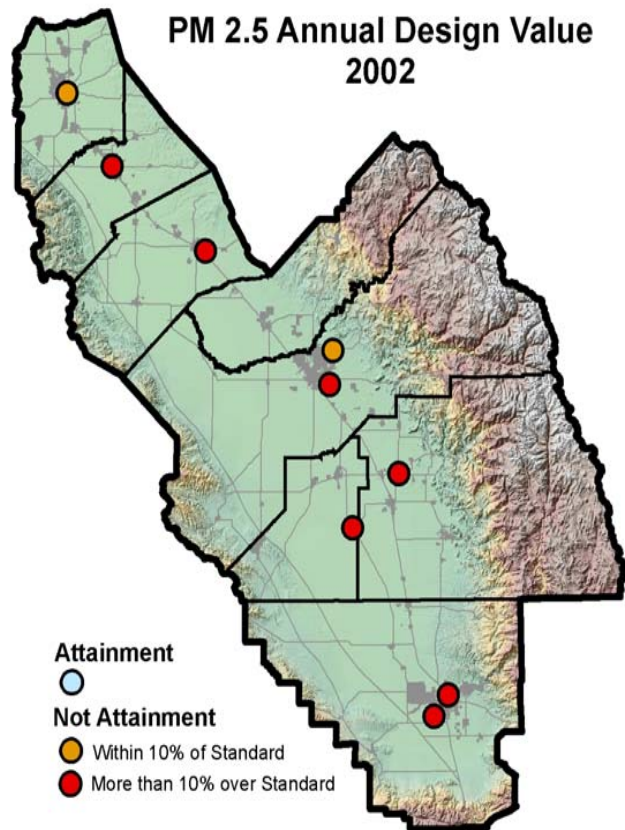 PM 2.5 Annual Design Value
2002
Attainment
Not Attainment
Within 10% of Standard
More than 10% over Standard